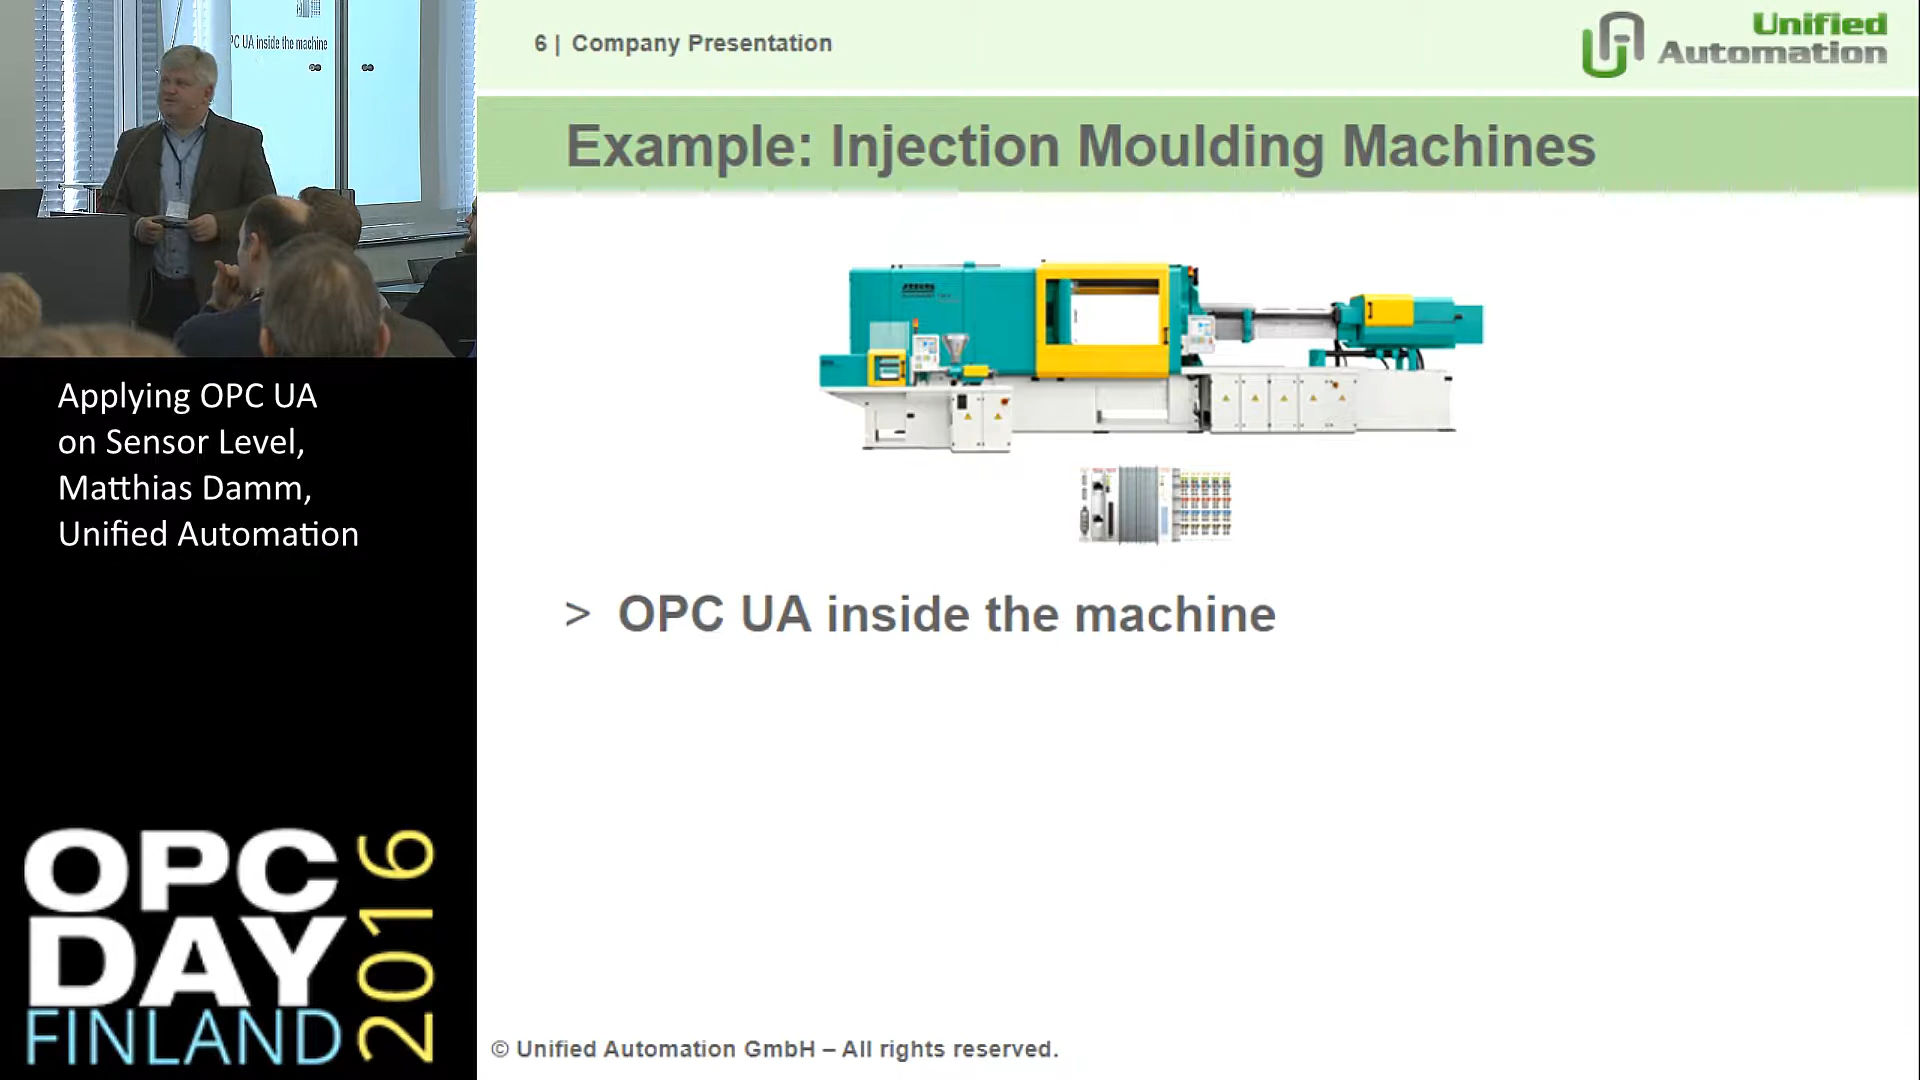 PC UA inside the machine
Applying OPC UA
on Sensor Level,
Matthias Damm,
Unified Automation
OPC
DAY
FINLAND
2016
6 | Company Presentation
Unified
Automation
Example: Injection Moulding Machines
ARBURG
> OPC UA inside the machine
© Unified Automation GmbH – All rights reserved.